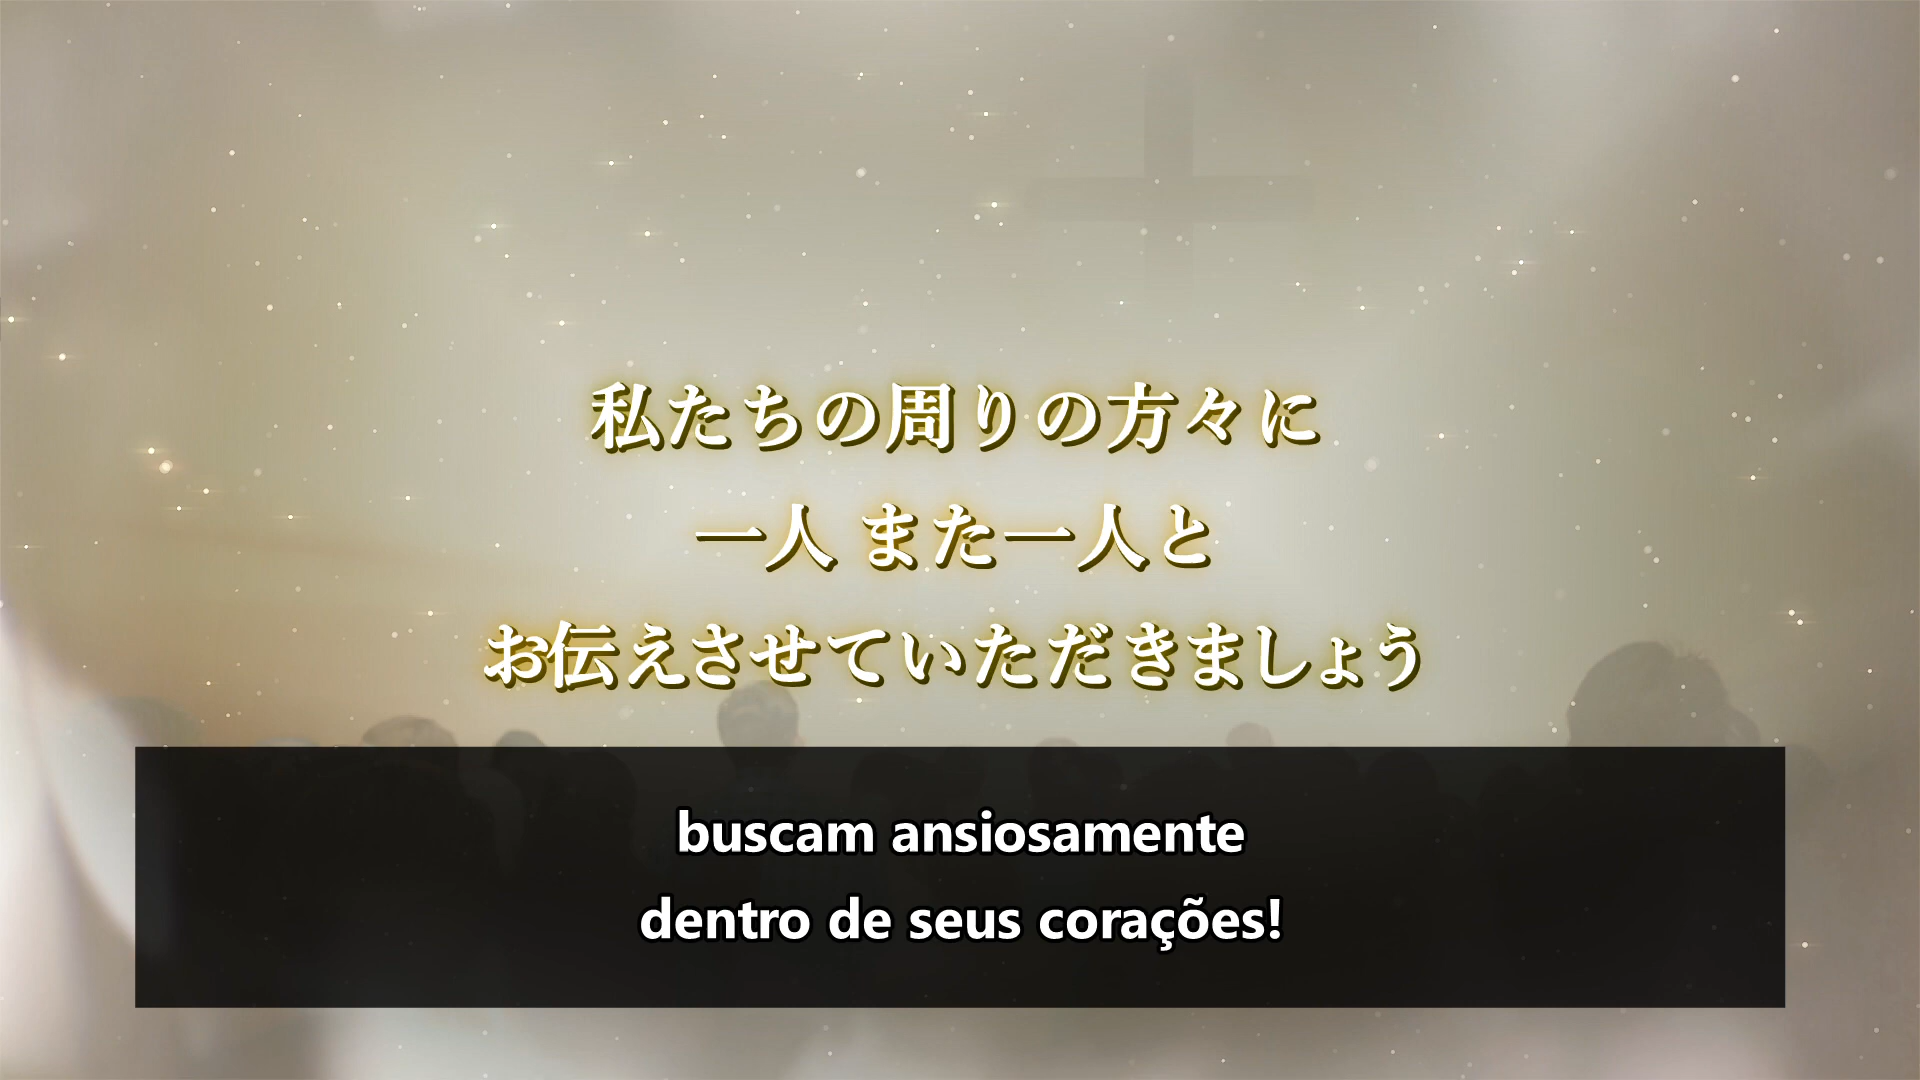 私たちの周りの方々に
一人 また一人と
お伝えさせていただきましょう
buscam ansiosamente
dentro de seus corações!